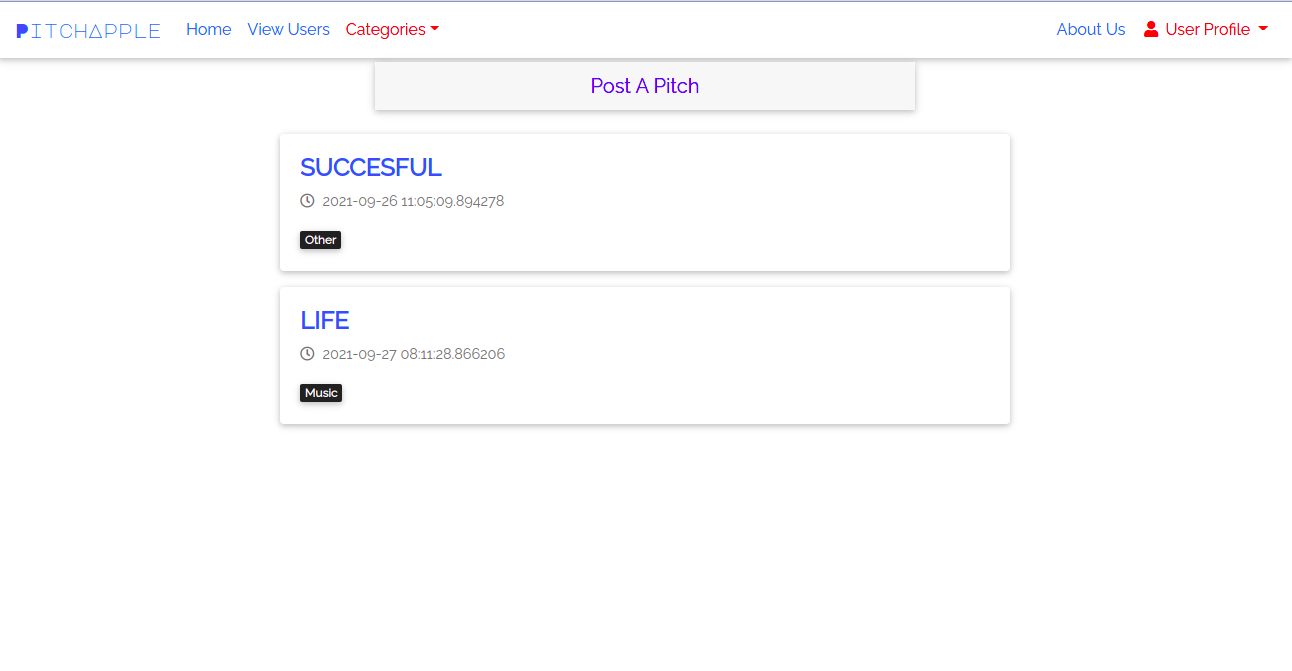 PITCHAPPLE Home View Users Categories About Us User Profile
Post A Pitch
SUCCESFUL
2021-09-26 11:05:09.894278
Other
LIFE
2021-09-27 08:11:28.866206
Music